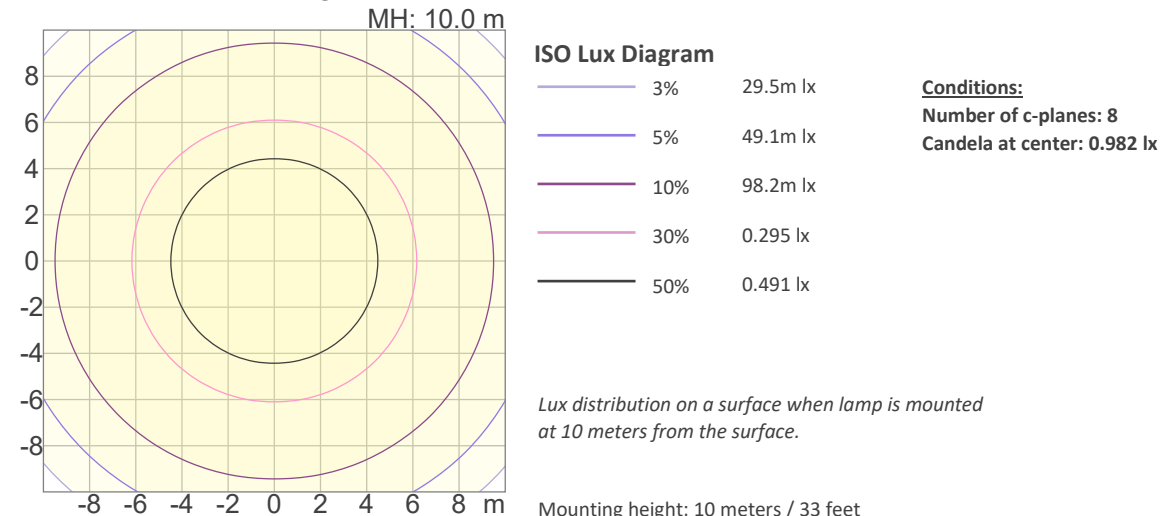 MH: 10.0 m
8
6
4
2
0
-2
-4
-6
-8
-8 -6 -4 -2 0 2 4 6 8 m
ISO Lux Diagram
3% 29.5m lx
5% 49.1m lx
10% 98.2m lx
30% 0.295 lx
50% 0.491 lx
Conditions:
Number of c-planes: 8
Candela at center: 0.982 lx
Lux distribution on a surface when lamp is mounted
at 10 meters from the surface.
Mounting height: 10 meters / 33 feet